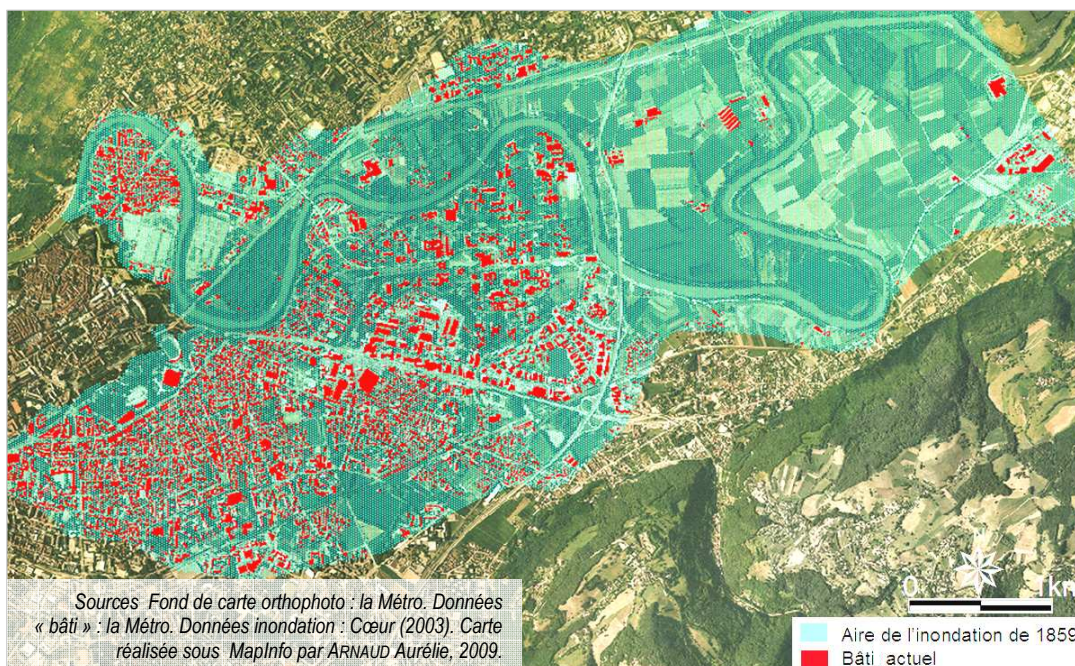 Sources Fond de carte orthophoto : la Métro. Données
« bâti » : la Métro. Données inondation : Cœur (2003). Carte
réalisée sous MapInfo par ARNAUD Aurélie, 2009.
0 1km
Aire de l'inondation de 1859
Bâti actuel